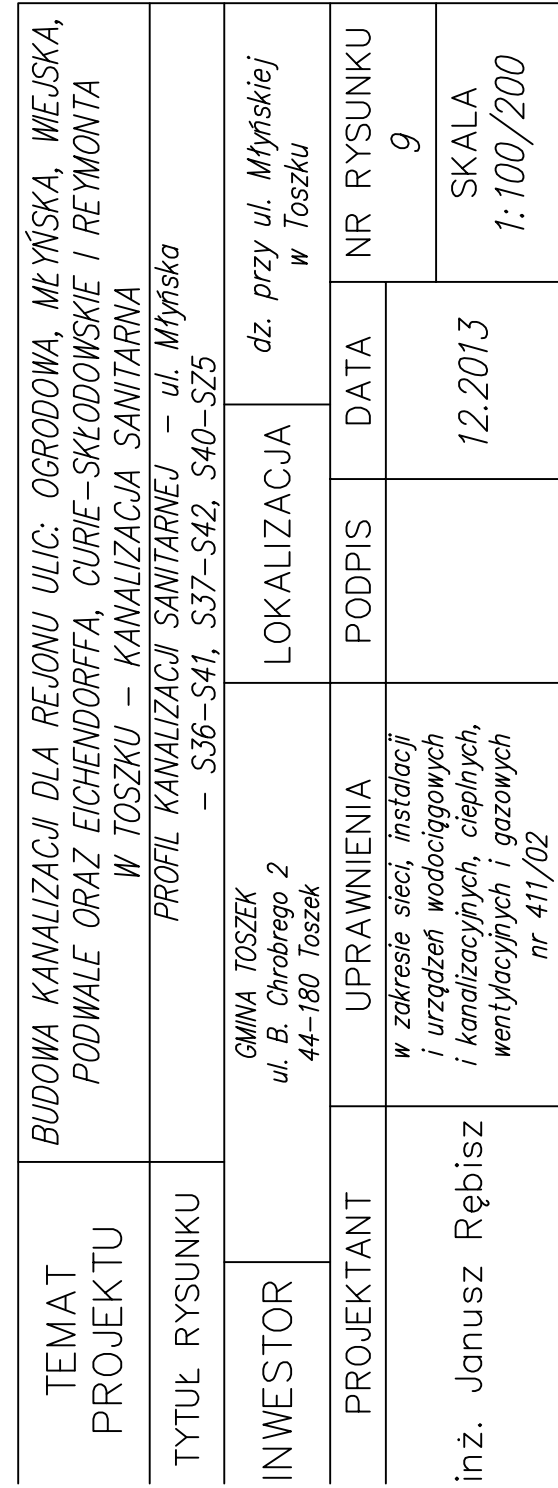 TEMAT
PROJEKTU
BUDOWA KANALIZACJI DLA REJONU ULIC: OGRODOWA, MŁYŃSKA, WIEJSKA,
PODWALE ORAZ EICHENDORFFA, CURIE-SKŁODOWSKIE I REYMONTA
W TOSZKU - KANALIZACJA SANITARNA
TYTUŁ RYSUNKU
PROFIL KANALIZACJI SANITARNEJ - ul. Młyńska
- S36-S41, S37-S42, S40-SZ5
INWESTOR
GMINA TOSZEK
ul. B. Chrobrego 2
44-180 Toszek
LOKALIZACJA
dz. przy ul. Młyńskiej
w Toszku
PROJEKTANT
UPRAWNIENIA
PODPIS
DATA
NR RYSUNKU
9
inż. Janusz Rębisz
w zakresie sieci, instalacji
i urządzeń wodociągowych
i kanalizacyjnych, cieplnych,
wentylacyjnych i gazowych
nr 411/02
12.2013
SKALA
1:100/200